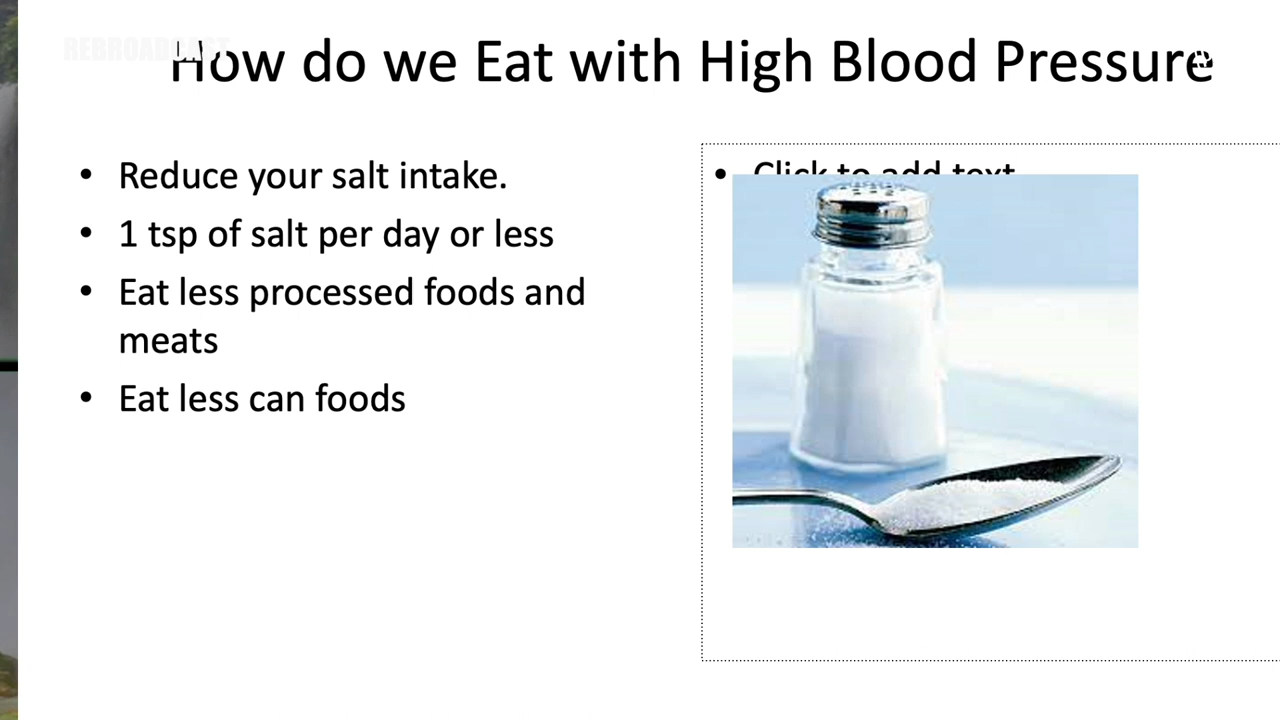 REBROADCAST
How do we Eat with High Blood Pressure
• Reduce your salt intake.
• 1 tsp of salt per day or less
• Eat less processed foods and
meats
• Eat less can foods
• Click to add text